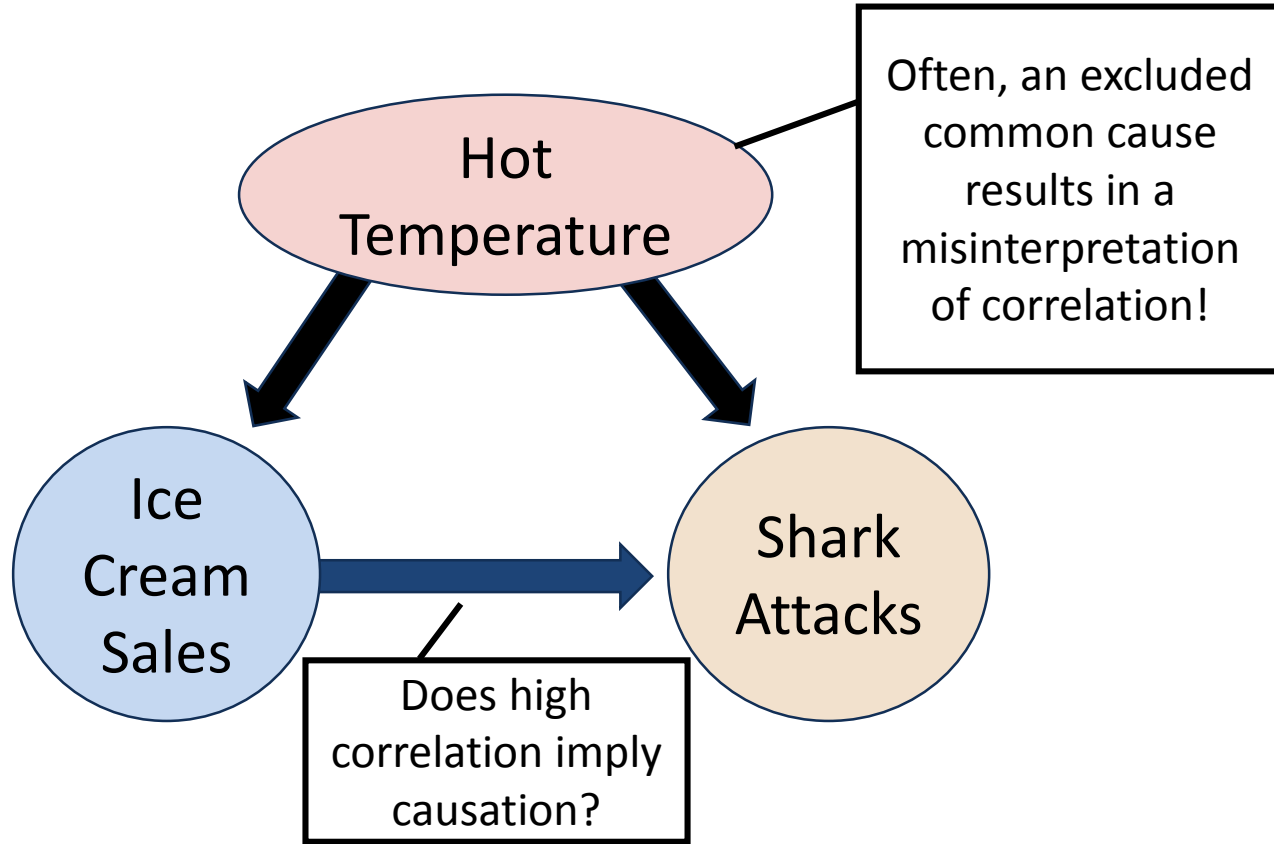 Hot
Temperature
Often, an excluded
common cause
results in a
misinterpretation
of correlation!
Ice
Cream
Sales
Shark
Attacks
Does high
correlation imply
causation?